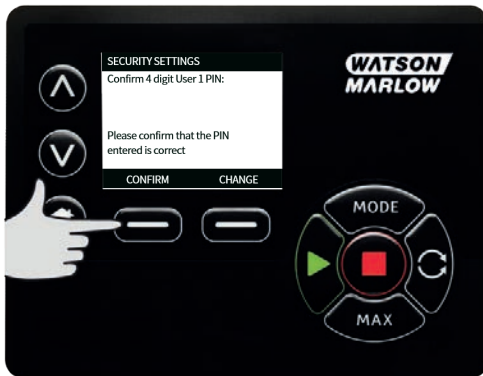 SECURITY SETTINGS
Confirm 4 digit User 1 PIN:
Please confirm that the PIN
entered is correct
CONFIRM CHANGE
WATSON
MARLOW
MODE
MAX